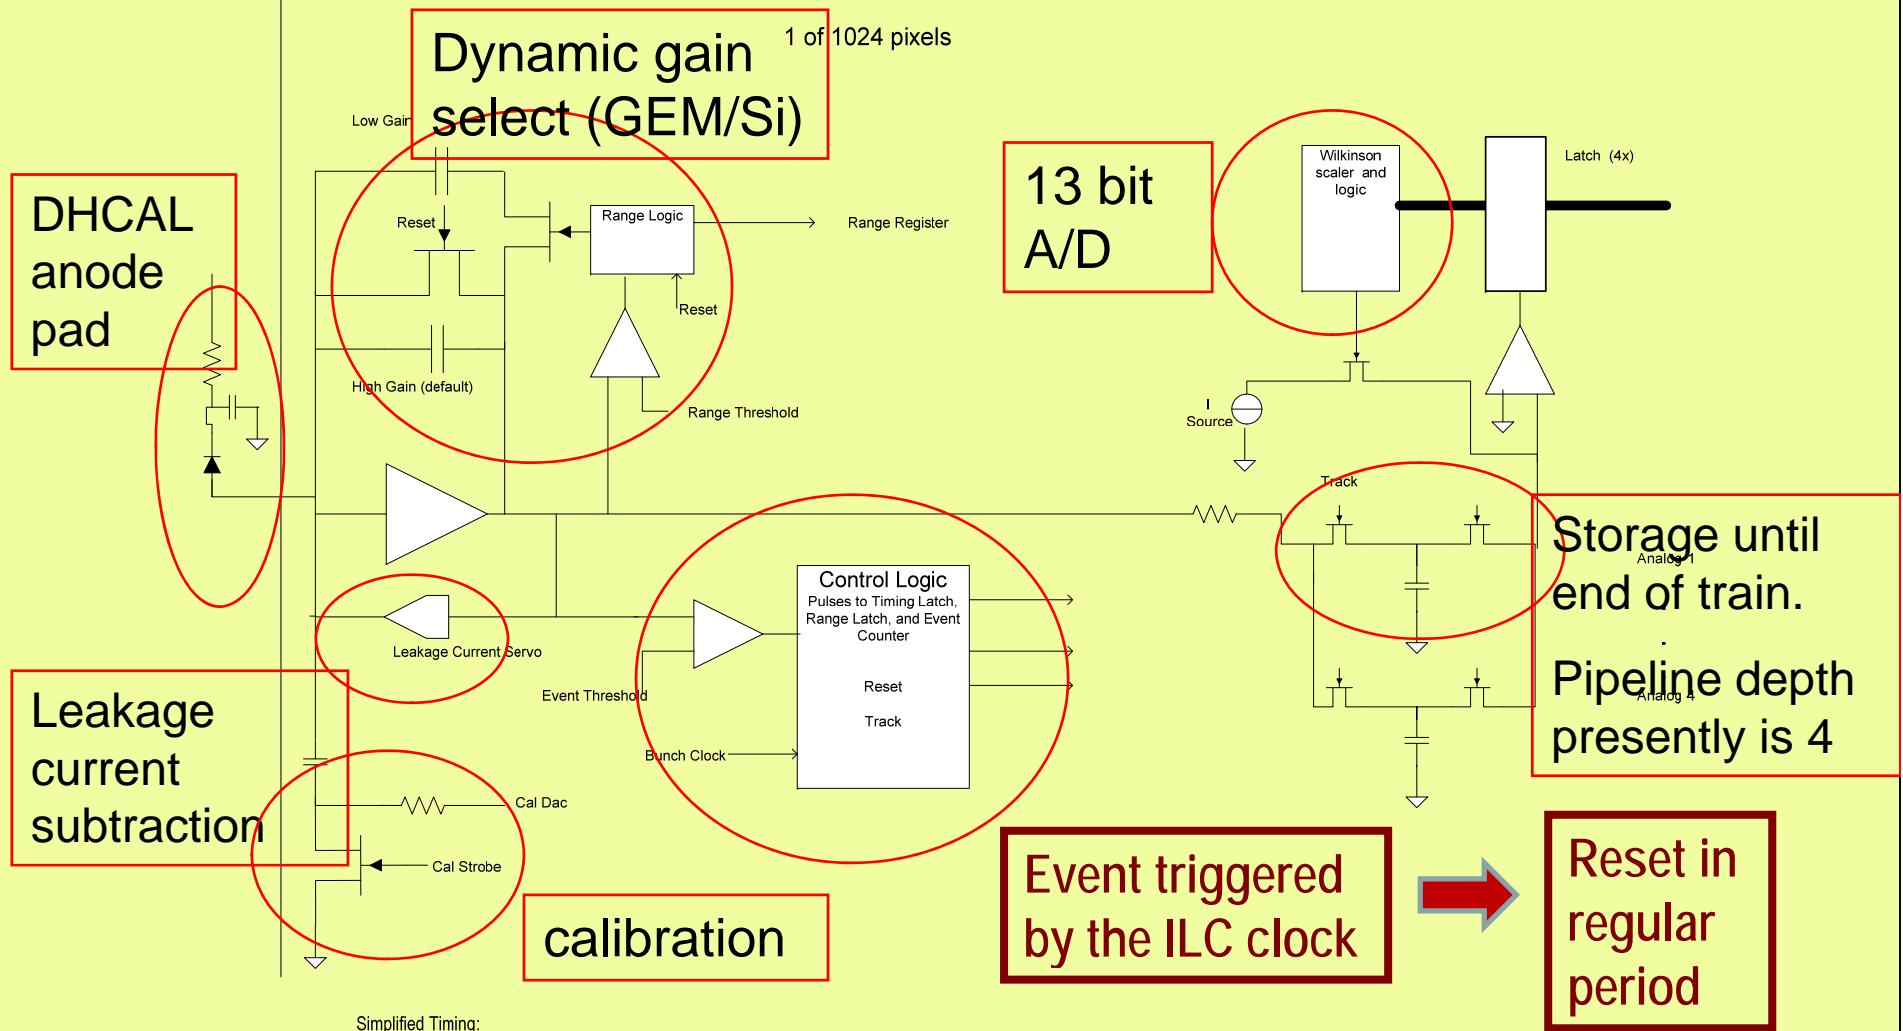 1 of 1024 pixels
Dynamic gain
select (GEM/Si)
Low Gain
DHCAL
anode
pad
Reset
Range Logic
Range Register
Reset
High Gain (default)
Range Threshold
13 bit
A/D
Wilkinson
scaler and
logic
Latch (4x)
I
Source
Track
Storage until
end of train.
Pipeline depth
presently is 4
Analog 1
.
.
Analog 4
Control Logic
Pulses to Timing Latch,
Range Latch, and Event
Counter
Reset
Track
Leakage Current Servo
Event Threshold
Bunch Clock
Leakage
current
subtraction
Cal Dac
Cal Strobe
calibration
Event triggered
by the ILC clock
Reset in
regular
period
Simplified Timing: